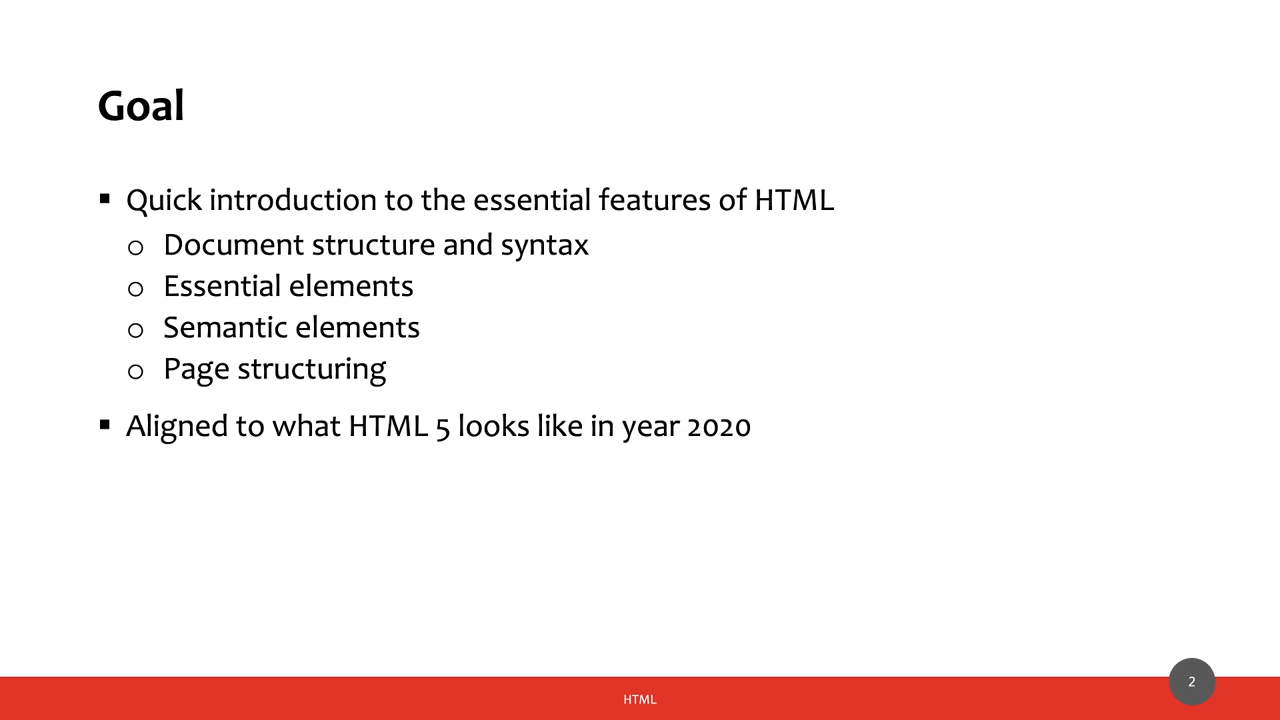 Goal
▪ Quick introduction to the essential features of HTML
o Document structure and syntax
o Essential elements
o Semantic elements
o Page structuring
▪ Aligned to what HTML 5 looks like in year 2020
2
HTML